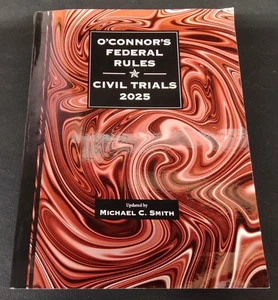 O'CONNOR'S
FEDERAL
RULES
★
CIVIL TRIALS
2025
Updated by
MICHAEL C. SMITH